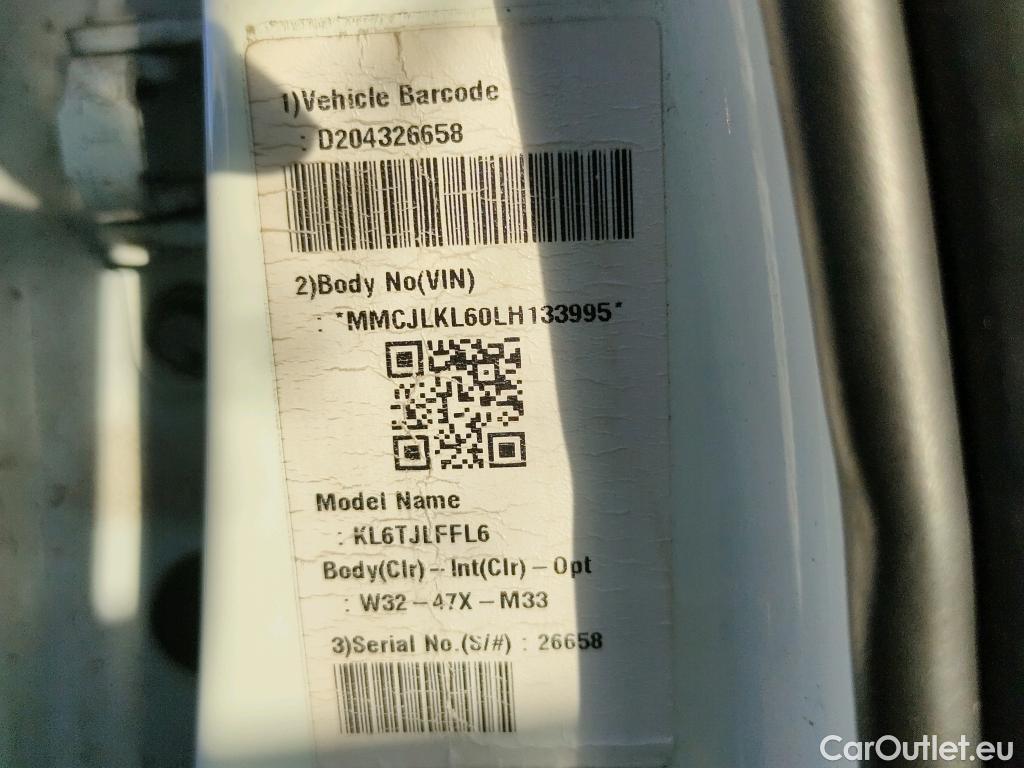 1)Vehicle Barcode
: D204326658
2)Body No(VIN)
: *MMCJLKL60LH133995*
Model Name
: KL6TJLFFL6
Body(Clr)-Int(Clr)-Opt
: W32-47X-M33
3)Serial No.(S/#) : 26658
CarOutlet.eu